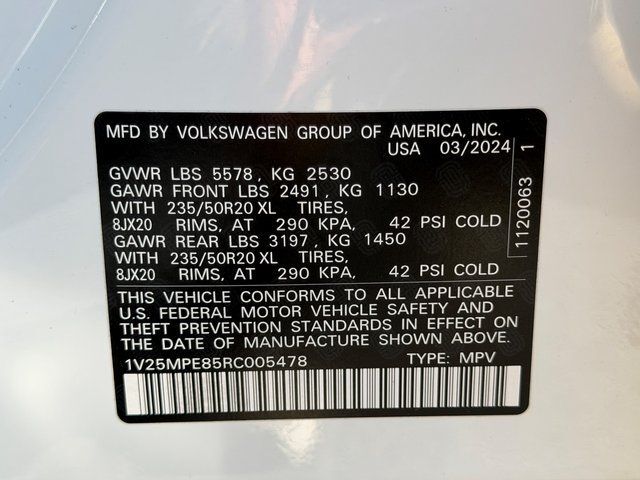 MFD BY VOLKSWAGEN GROUP OF AMERICA, INC.
USA 03/2024
GVWR LBS 5578, KG 2530
GAWR FRONT LBS 2491, KG 1130
WITH 235/50R20 XL TIRES,
8JX20 RIMS, AT 290 KPA, 42 PSI COLD
GAWR REAR LBS 3197, KG 1450
WITH 235/50R20 XL TIRES,
8JX20 RIMS, AT 290 KPA, 42 PSI COLD
THIS VEHICLE CONFORMS TO ALL APPLICABLE
U.S. FEDERAL MOTOR VEHICLE SAFETY AND
THEFT PREVENTION STANDARDS IN EFFECT ON
THE DATE OF MANUFACTURE SHOWN ABOVE.
1V25MPE85RC005478 TYPE: MPV
1120063 1